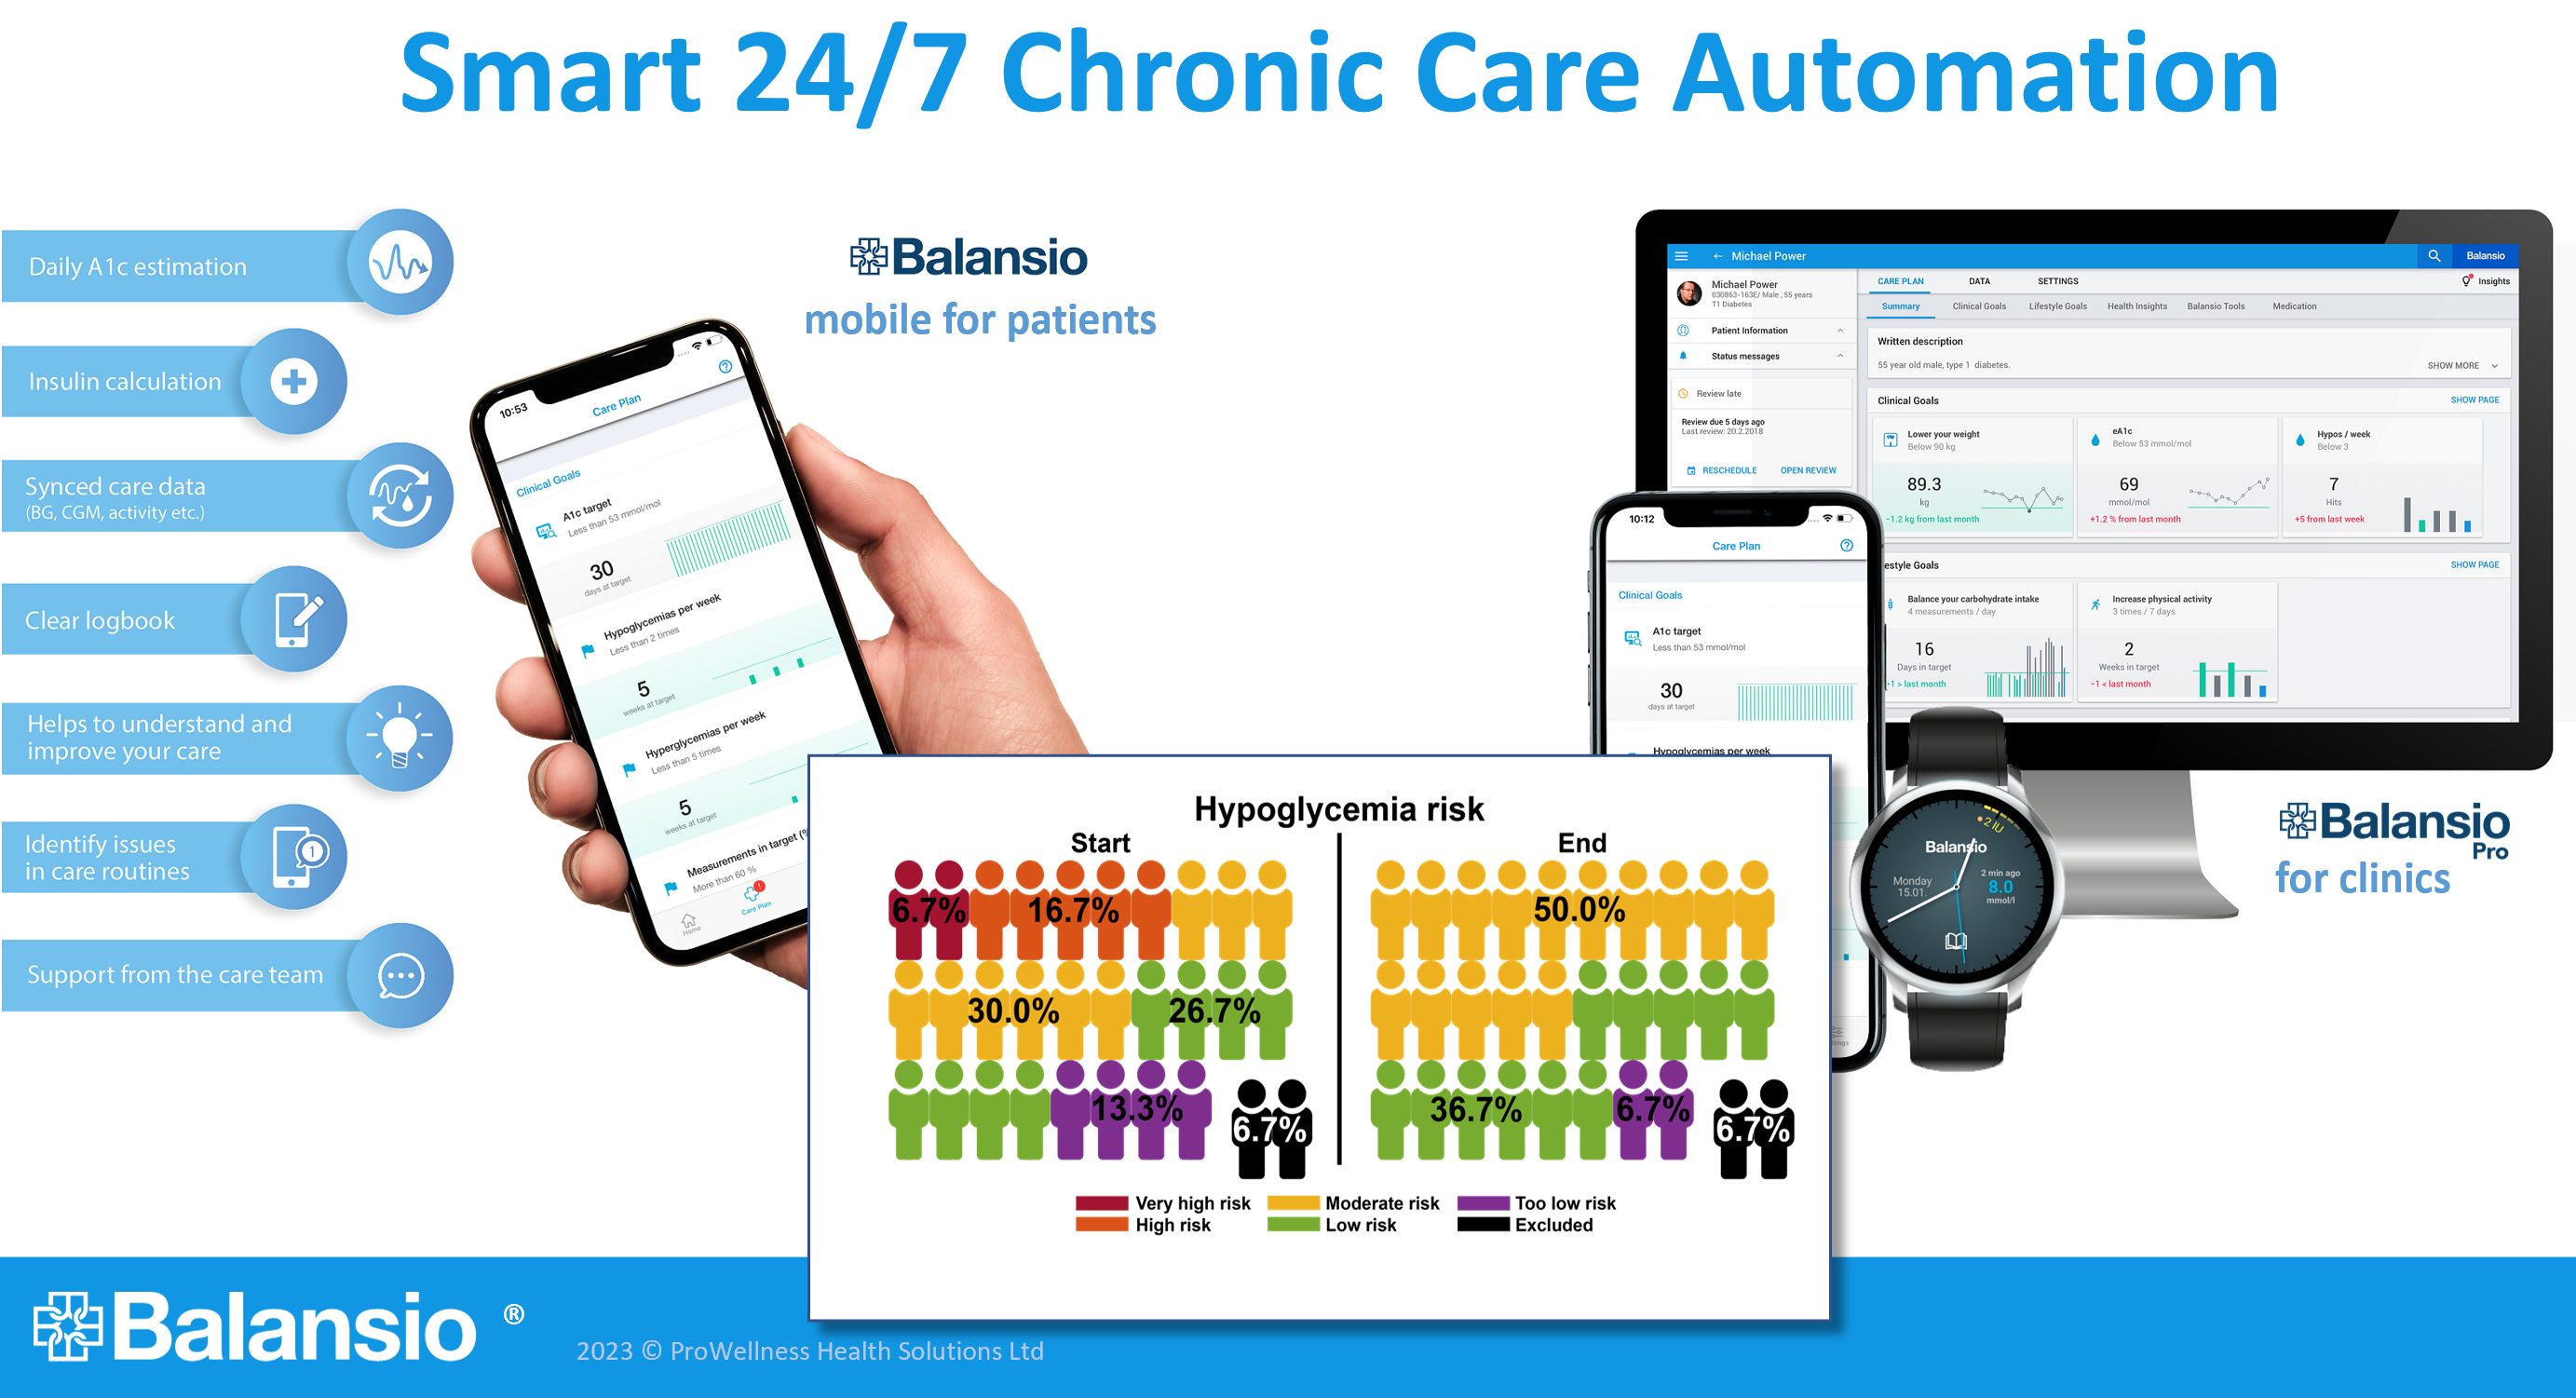 Smart 24/7 Chronic Care Automation
Daily A1c estimation
Insulin calculation
Synced care data
(BG, CGM, activity etc.)
Clear logbook
Helps to understand and
improve your care
Identify issues
in care routines
1
Support from the care team
Balansio
mobile for patients
10:53
Care Plan
Clinical Goals
A1c target
Less than 53 mmol/mol
30
days at target
Hypoglycemias per week
Less than 2 times
5
weeks at target
Hyperglycemias per week
Less than 5 times
5
weeks at target
Measurements in target (%
More than 60 %
Home
Care Plan
Michael Power
Balansio
Michael Power
030863-163E/ Male , 55 years
T1 Diabetes
Patient Information
Status messages
Review late
Review due 5 days ago
Last review: 20.2.2018
RESCHEDULE OPEN REVIEW
CARE PLAN DATA SETTINGS
Insights
Summary Clinical Goals Lifestyle Goals Health Insights Balansio Tools Medication
Written description
55 year old male, type 1 diabetes.
SHOW MORE
Clinical Goals
SHOW PAGE
Lower your weight
Below 90 kg
89.3
kg
-1.2 kg from last month
eA1c
Below 53 mmol/mol
69
mmol/mol
+1.2 % from last month
Hypos / week
Below 3
7
Hits
+5 from last week
estyle Goals
SHOW PAGE
Balance your carbohydrate intake
4 measurements / day
16
Days in target
+1 > last month
Increase physical activity
3 times / 7 days
2
Weeks in target
-1 < last month
10:12
Care Plan
Clinical Goals
A1c target
Less than 53 mmol/mol
30
days at target
Hypoglycemias per week
tings
2 IU
Balansio
Monday
15.01.
2 min ago
8.0
mmol/l
Balansio
Pro
for clinics
Hypoglycemia risk
Start
End
6.7% 16.7%
30.0% 26.7%
13.3% 6.7%
50.0%
36.7% 6.7% 6.7%
Very high risk Moderate risk Too low risk
High risk Low risk Excluded
Balansio ®
2023 © ProWellness Health Solutions Ltd